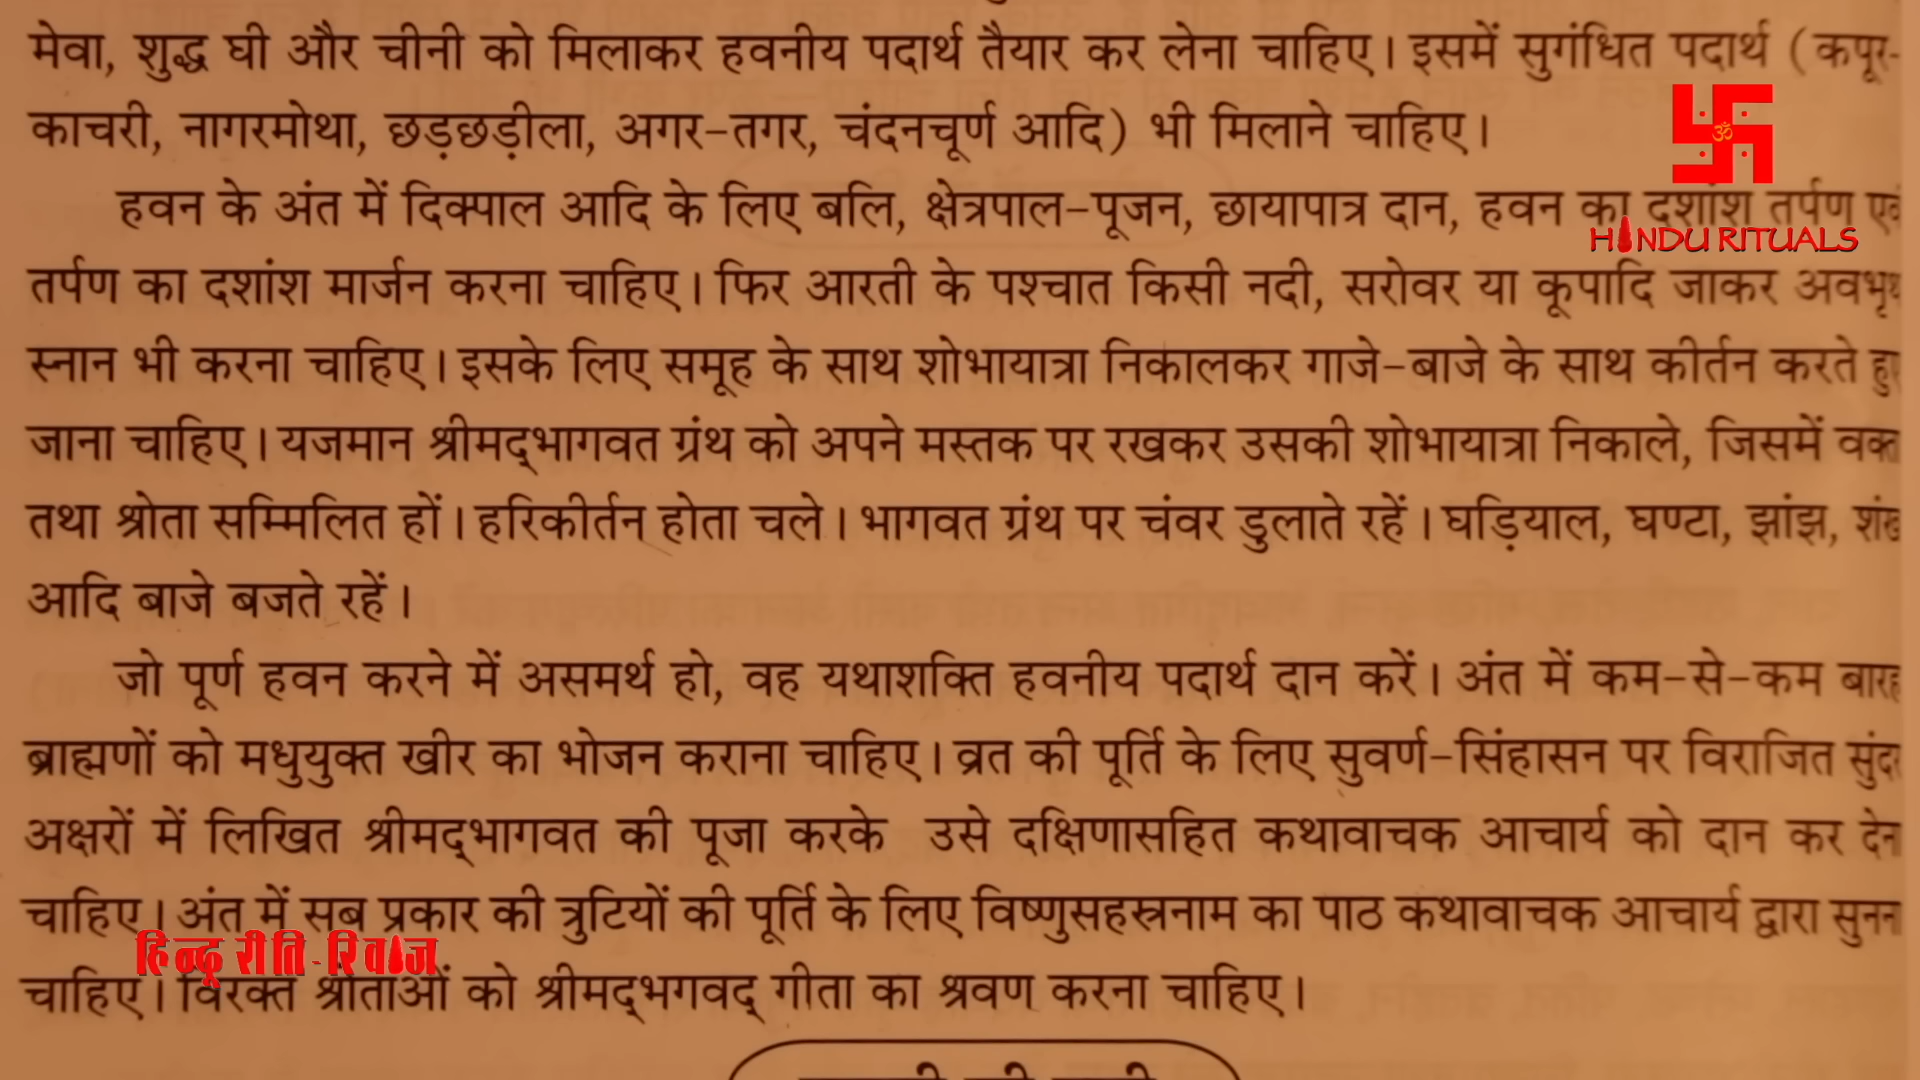 मेवा, शुद्ध घी और चीनी को मिलाकर हवनीय पदार्थ तैयार कर लेना चाहिए। इसमें सुगंधित पदार्थ (कपूर-
काचरी, नागरमोथा, छड़छड़ीला, अगर-तगर, चंदनचूर्ण आदि) भी मिलाने चाहिए।
ॐ
हवन के अंत में दिक्पाल आदि के लिए बलि, क्षेत्रपाल-पूजन, छायापात्र दान, हवन का दशांश तर्पण
HINDU RITUALS
तर्पण का दशांश मार्जन करना चाहिए। फिर आरती के पश्चात किसी नदी, सरोवर या कूपादि जाकर
स्नान भी करना चाहिए। इसके लिए समूह के साथ शोभायात्रा निकालकर गाजे-बाजे के साथ कीर्तन करते
जाना चाहिए। यजमान श्रीमद्‌भागवत ग्रंथ को अपने मस्तक पर रखकर उसकी शोभायात्रा निकाले, जिसमें
तथा श्रोता सम्मिलित हों। हरिकीर्तन् होता चले। भागवत ग्रंथ पर चंवर डुलाते रहें। घड़ियाल, घण्टा, झांझ,
आदि बाजे बजते रहें।
जो पूर्ण हवन करने में असमर्थ हो, वह यथाशक्ति हवनीय पदार्थ दान करें। अंत में कम-से-कम
ब्राह्मणों को मधुयुक्त खीर का भोजन कराना चाहिए। व्रत की पूर्ति के लिए सुवर्ण-सिंहासन पर विराजित
अक्षरों में लिखित श्रीमद्‌भागवत की पूजा करके उसे दक्षिणासहित कथावाचक आचार्य को दान कर
चाहिए। अंत में सब प्रकार की त्रुटियों की पूर्ति के लिए विष्णुसहस्रनाम का पाठ कथावाचक आचार्य द्वारा
हिन्दू रीति-रिवाज
चाहिए। विरक्त श्रोताओं को श्रीमद्‌भगवद् गीता का श्रवण करना चाहिए।